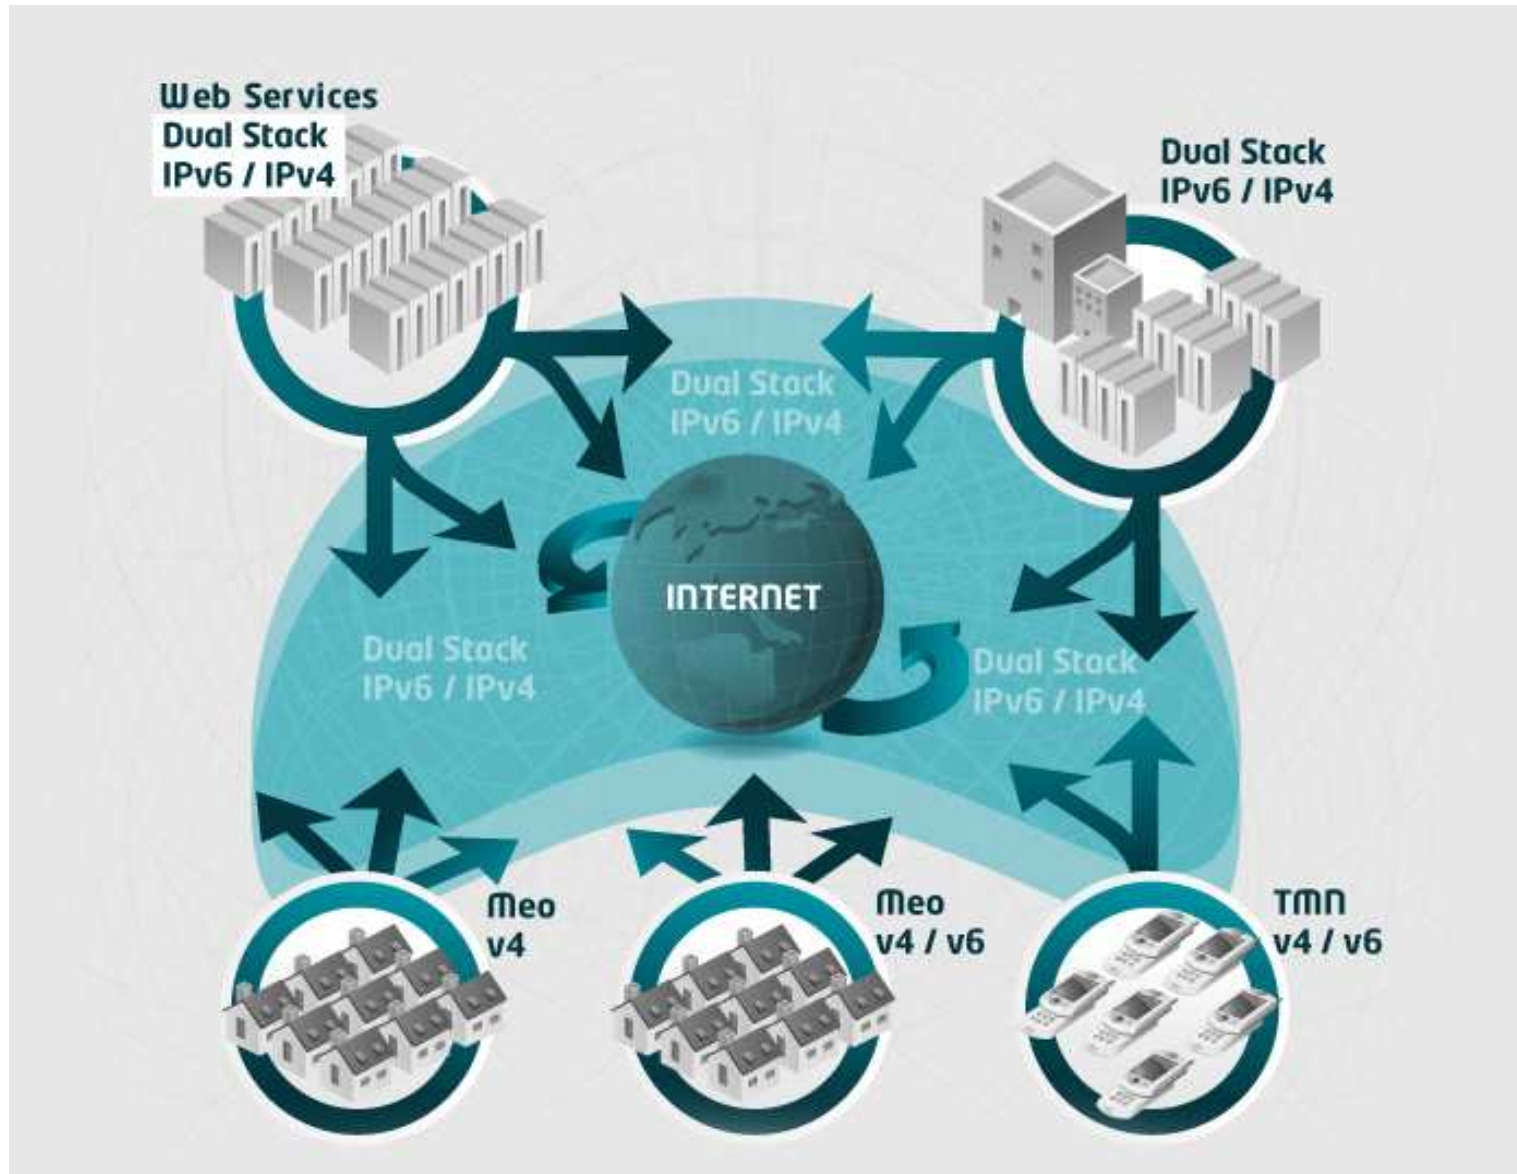 Web Services
Dual Stack
IPv6 / IPv4
Dual Stack
IPv6 / IPv4
Dual Stack
IPv6 / IPv4
INTERNET
Dual Stack
IPv6 / IPv4
Dual Stack
IPv6 / IPv4
Meo
v4
Meo
v4 / v6
TMN
v4 / v6